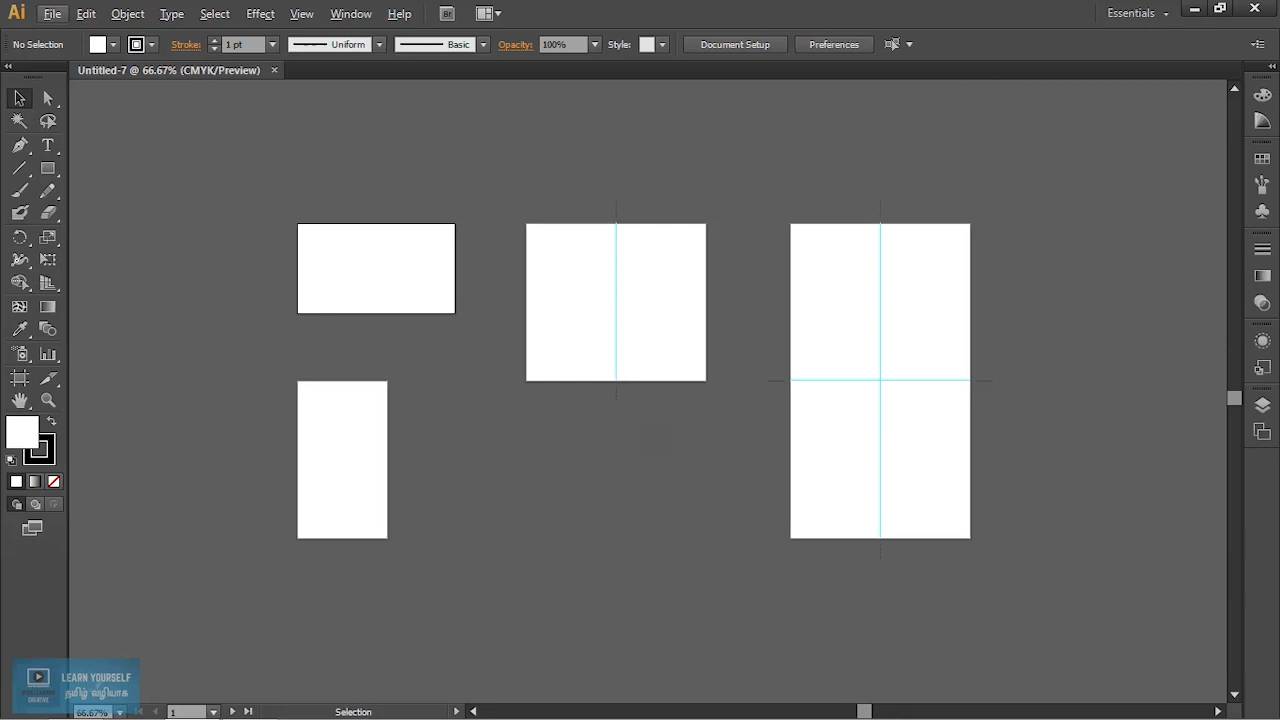 Ai File Edit Object Type Select Effect View Window Help Br Essentials
No Selection Stroke: 1 pt Uniform Basic Opacity: 100% Style: Document Setup Preferences
Untitled-7 @ 66.67% (CMYK/Preview)
LEARN YOURSELF
தமிழ் வழியாக
CREATIVE
66.67% 1 Selection